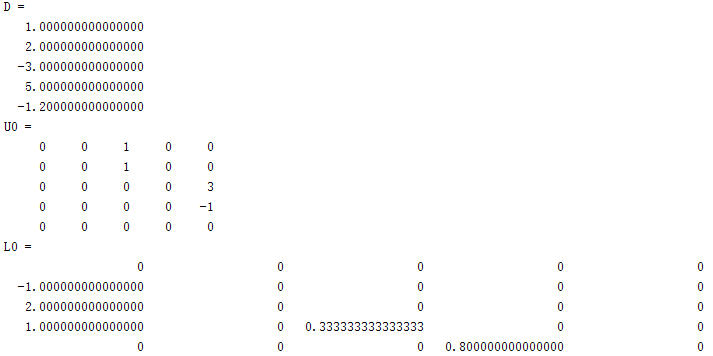 D =
1.000000000000000
2.000000000000000
-3.000000000000000
5.000000000000000
-1.200000000000000
U0 =
0 0 1 0 0
0 0 1 0 0
0 0 0 0 3
0 0 0 0 -1
0 0 0 0 0
L0 =
0 0 0 0 0
-1.000000000000000 0 0 0 0
2.000000000000000 0 0 0 0
1.000000000000000 0 0.333333333333333 0 0
0 0 0 0.800000000000000 0